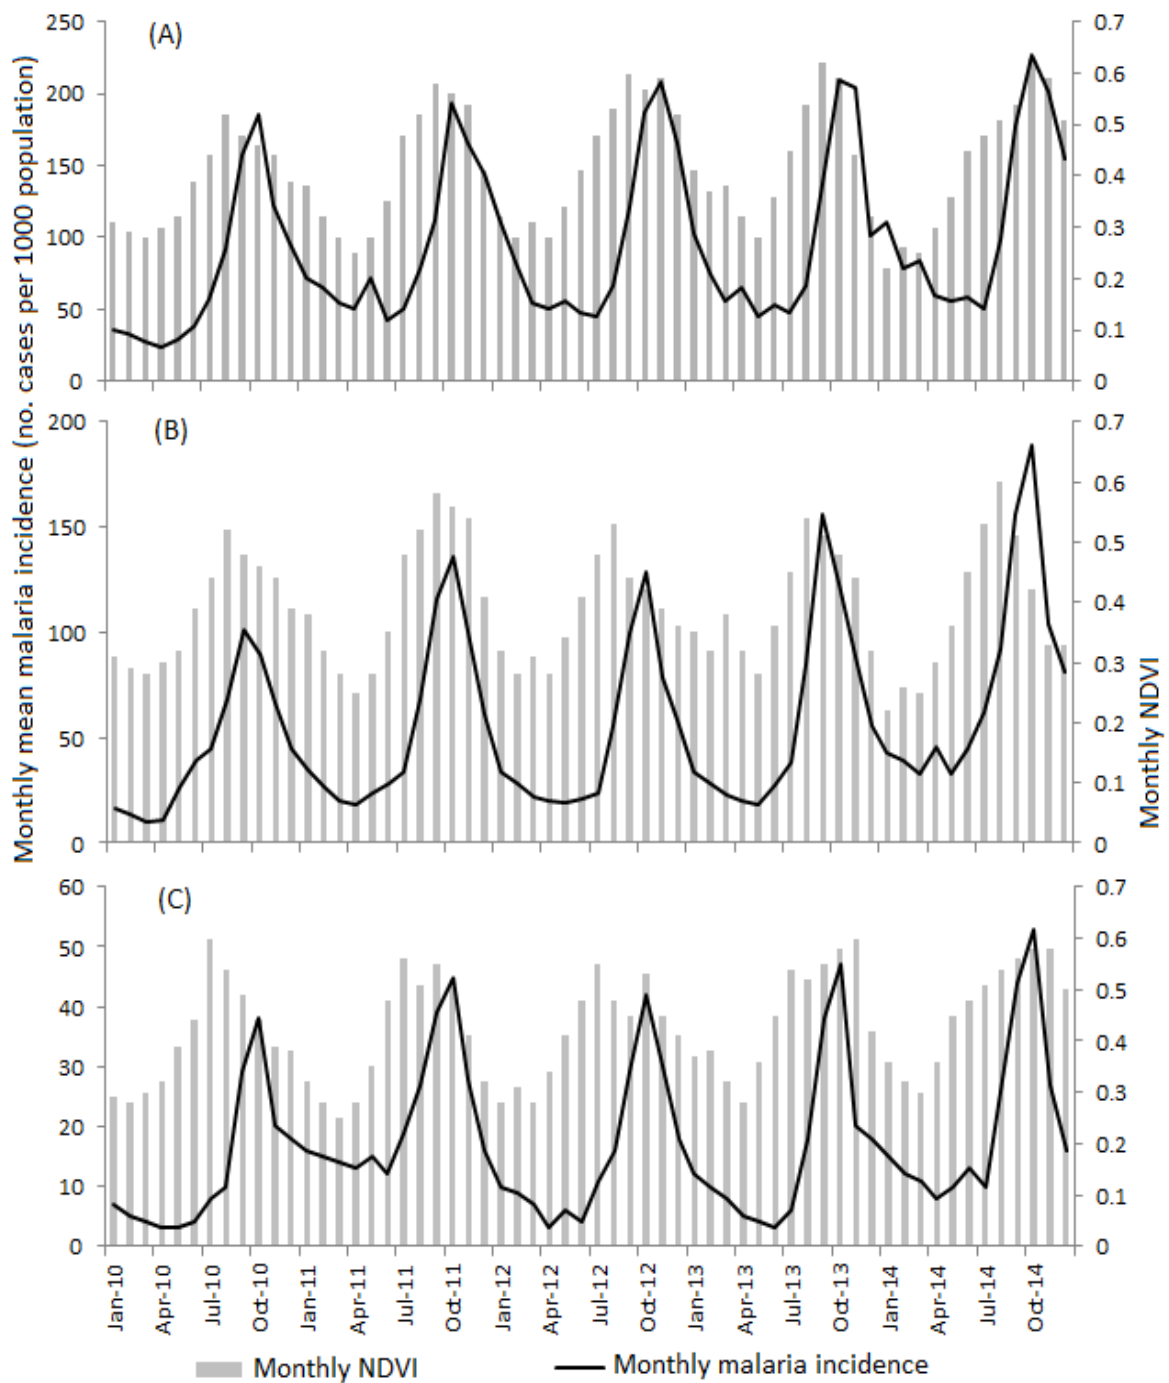 Monthly mean malaria incidence (no. cases per 1000 population)
Monthly NDVI
(A)
250
200
150
100
50
0
0.7
0.6
0.5
0.4
0.3
0.2
0.1
0
(B)
200
150
100
50
0
0.7
0.6
0.5
0.4
0.3
0.2
0.1
0
(C)
60
50
40
30
20
10
0
0.7
0.6
0.5
0.4
0.3
0.2
0.1
0
Jan-10
Apr-10
Jul-10
Oct-10
Jan-11
Apr-11
Jul-11
Oct-11
Jan-12
Apr-12
Jul-12
Oct-12
Jan-13
Apr-13
Jul-13
Oct-13
Jan-14
Apr-14
Jul-14
Oct-14
Monthly NDVI
Monthly malaria incidence